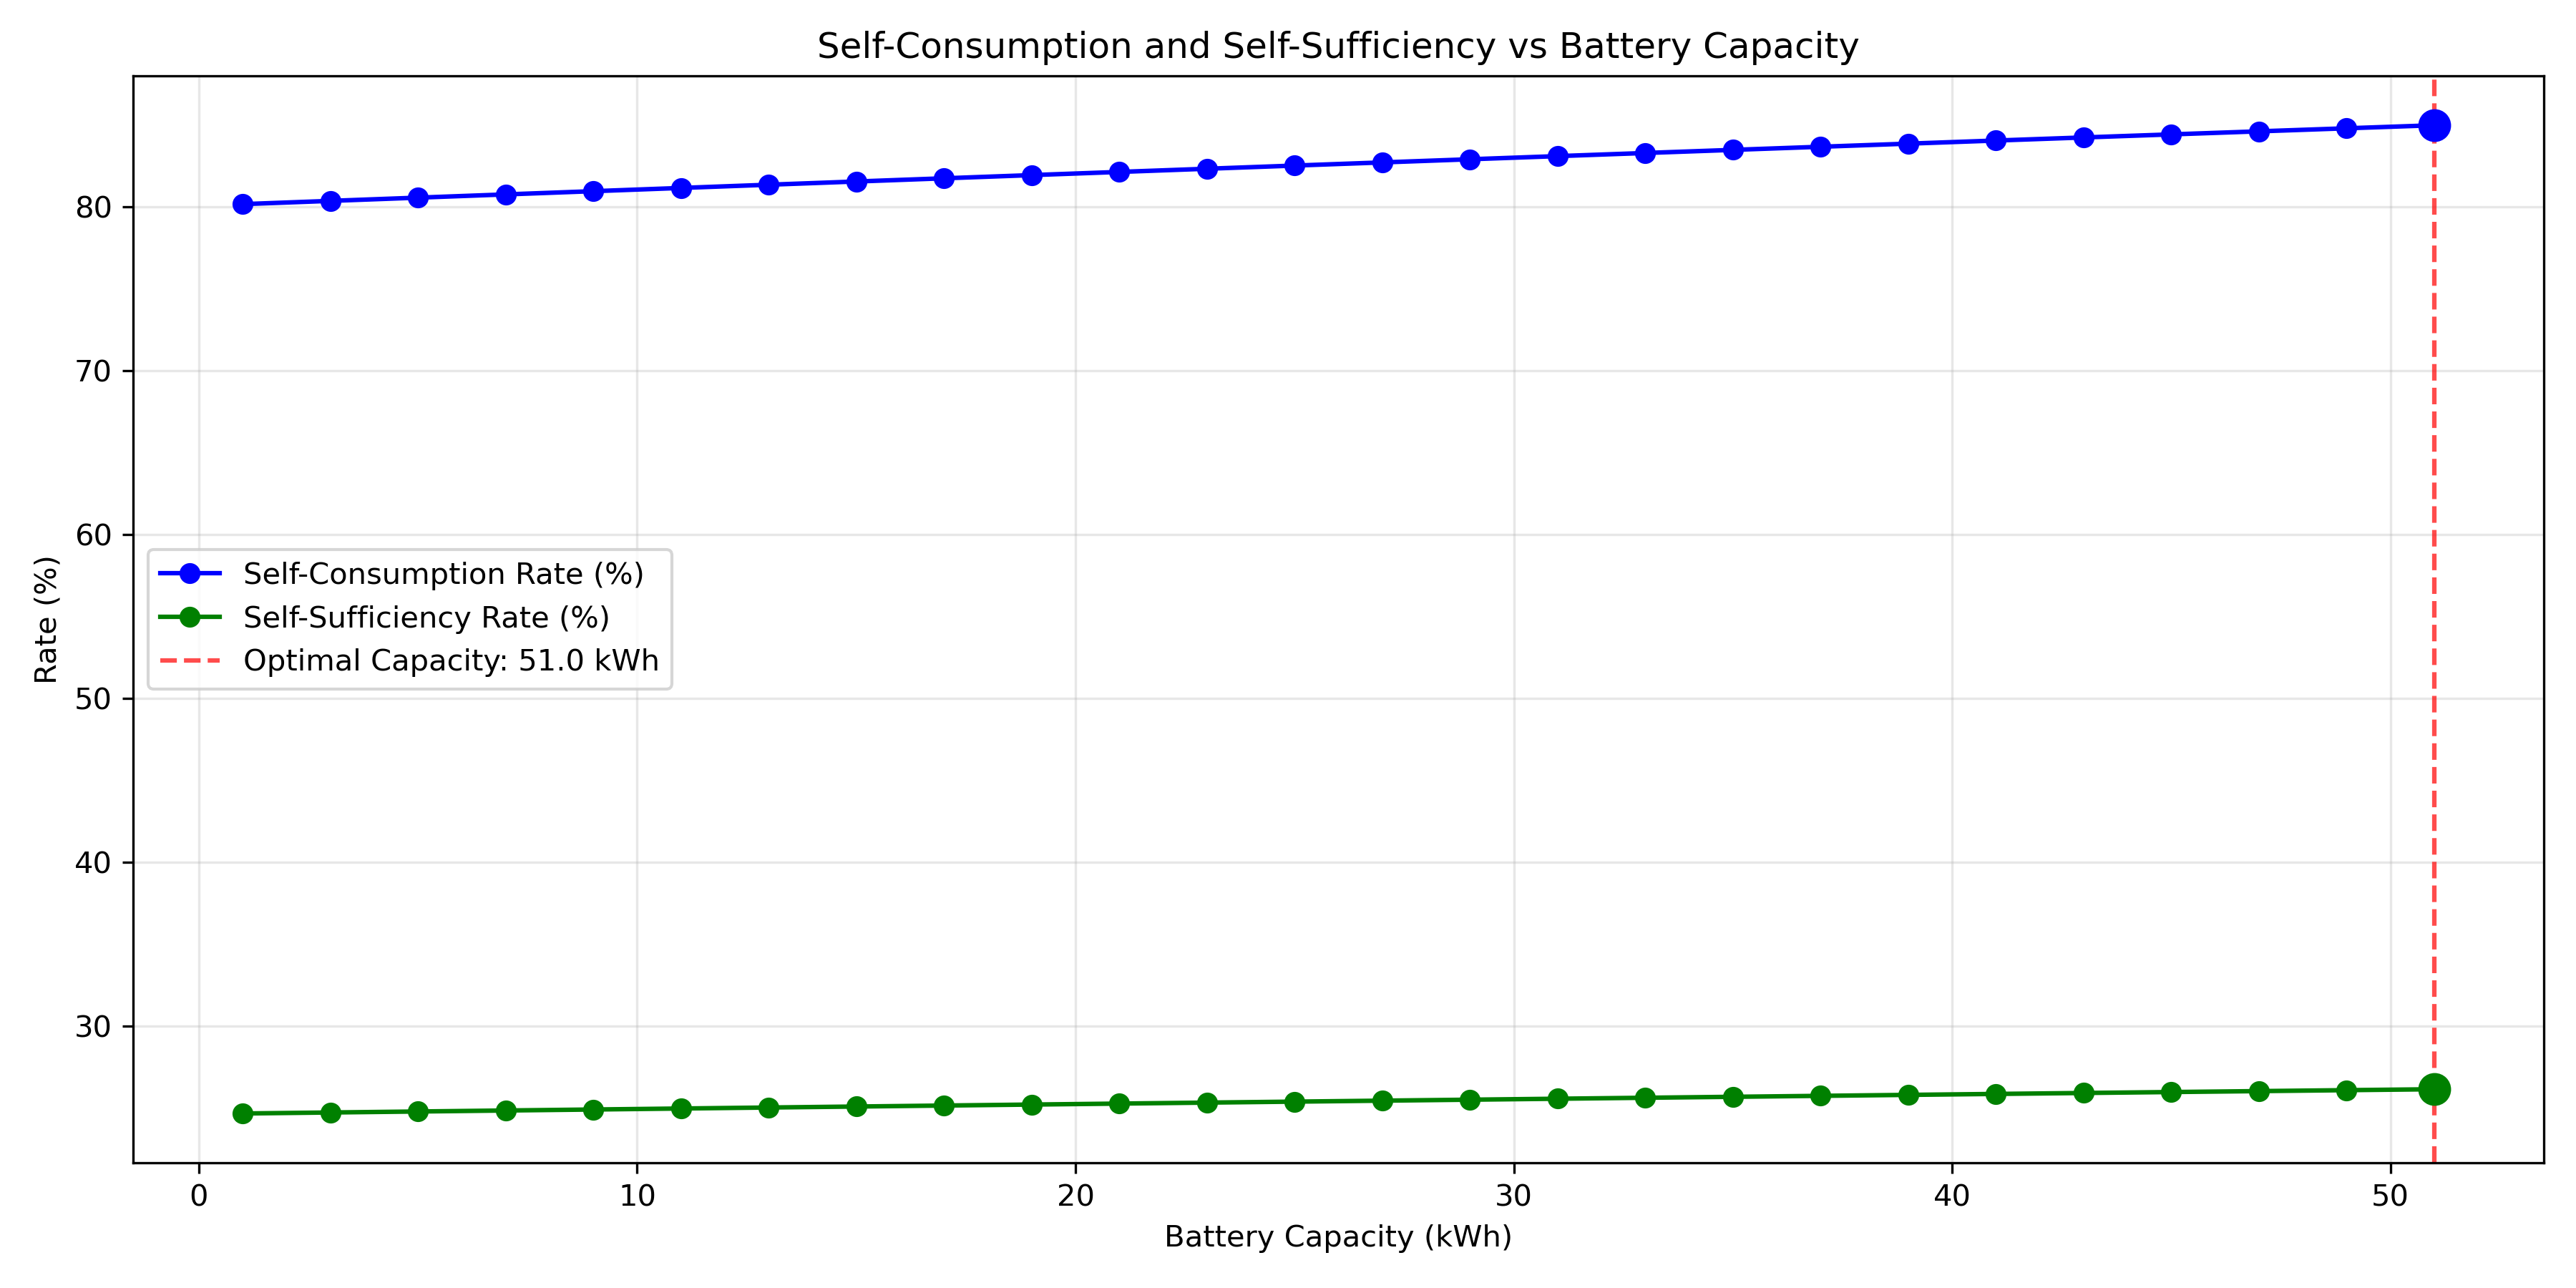 Self-Consumption and Self-Sufficiency vs Battery Capacity
Rate (%)
80
70
60
50
40
30
Self-Consumption Rate (%)
Self-Sufficiency Rate (%)
Optimal Capacity: 51.0 kWh
0 10 20 30 40 50
Battery Capacity (kWh)